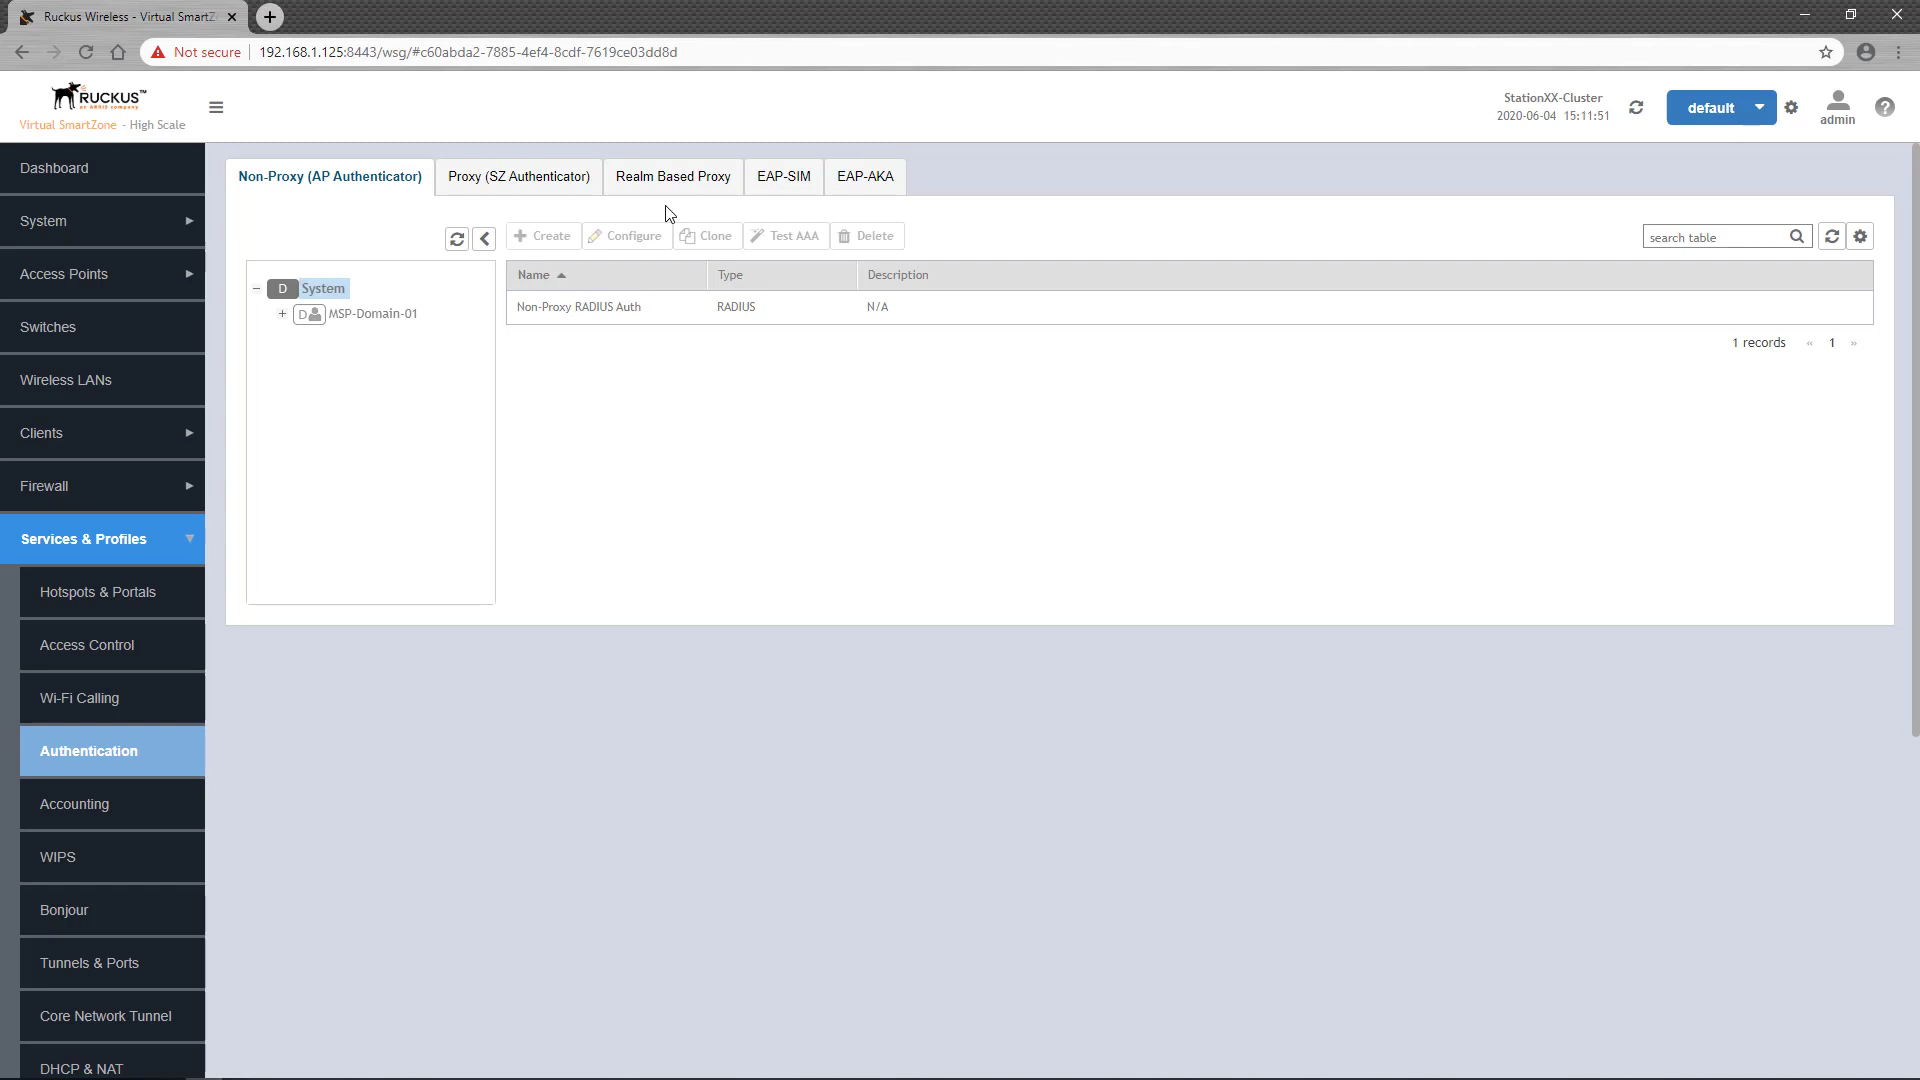 Ruckus Wireless - Virtual SmartZ
Not secure
192.168.1.125:8443/wsg/#c60abda2-7885-4ef4-8cdf-7619ce03dd8d
RUCKUS™
an ARRIS company
Virtual SmartZone - High Scale
StationXX-Cluster
2020-06-04 15:11:51
default
admin
Dashboard
System
Access Points
Switches
Wireless LANs
Clients
Firewall
Services & Profiles
Hotspots & Portals
Access Control
Wi-Fi Calling
Authentication
Accounting
WIPS
Bonjour
Tunnels & Ports
Core Network Tunnel
DHCP & NAT
Non-Proxy (AP Authenticator)
Proxy (SZ Authenticator)
Realm Based Proxy
EAP-SIM
EAP-AKA
Create
Configure
Clone
Test AAA
Delete
search table
D System
D MSP-Domain-01
Name Type Description
Non-Proxy RADIUS Auth RADIUS N/A
1 records « 1 »